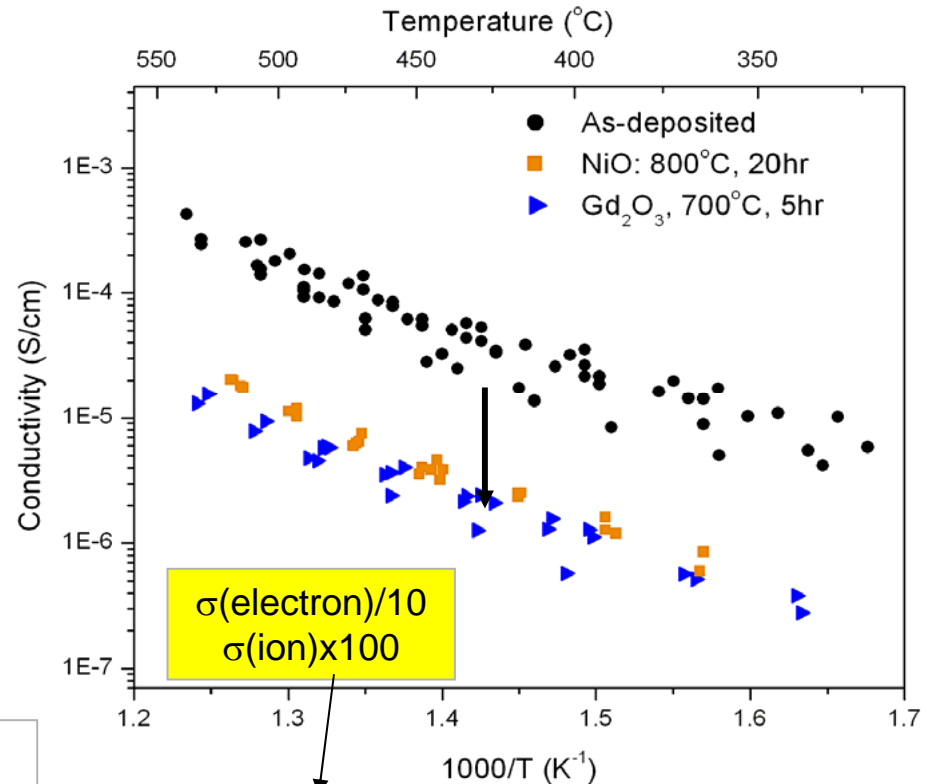 Temperature (°C)
550 500 450 400 350
As-deposited
NiO: 800°C, 20hr
Gd₂O₃, 700°C, 5hr
1E-3
1E-4
1E-5
1E-6
1E-7
Conductivity (S/cm)
σ(electron)/10
σ(ion)x100
1.2 1.3 1.4 1.5 1.6 1.7
1000/T (K⁻¹)